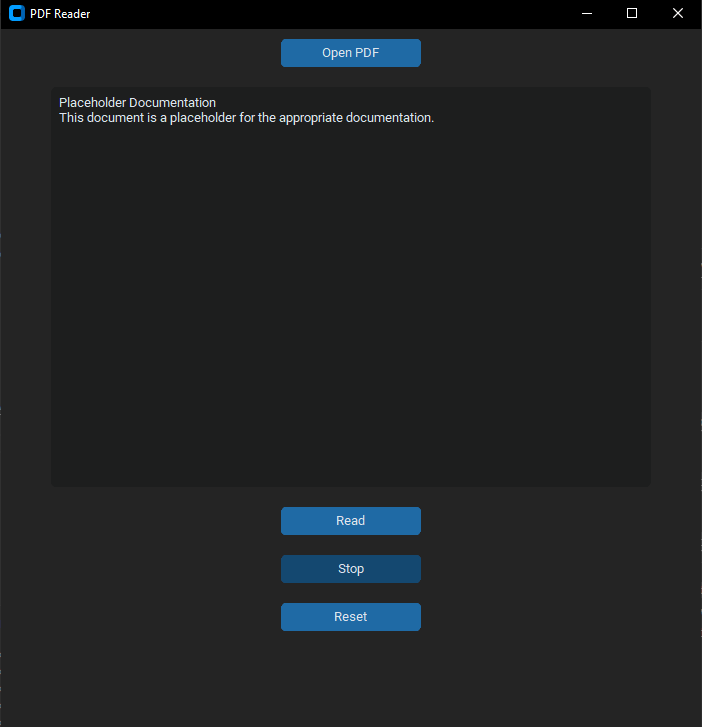 PDF Reader
Open PDF
Placeholder Documentation
This document is a placeholder for the appropriate documentation.
Read
Stop
Reset